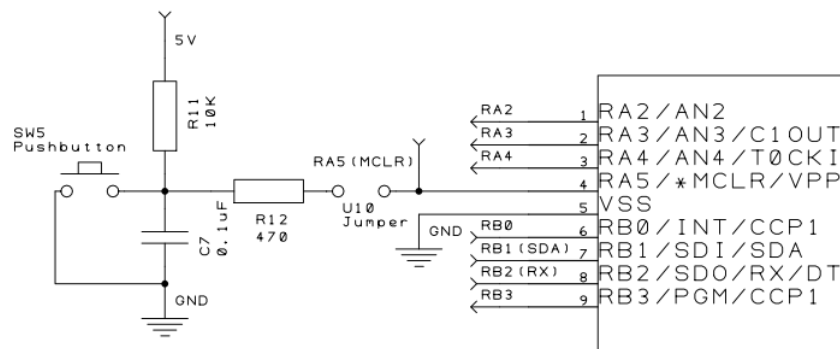 5V
R11
10K
SW5
Pushbutton
C7
0.1uF
GND
R12
470
RA5(MCLR)
U10
Jumper
GND
RA2
RA3
RA4
RB0
RB1(SDA)
RB2(RX)
RB3
1 RA2/AN2
2 RA3/AN3/C1OUT
3 RA4/AN4/T0CKI
4 RA5/*MCLR/VPP
5 VSS
6 RB0/INT/CCP1
7 RB1/SDI/SDA
8 RB2/SDO/RX/DT
9 RB3/PGM/CCP1